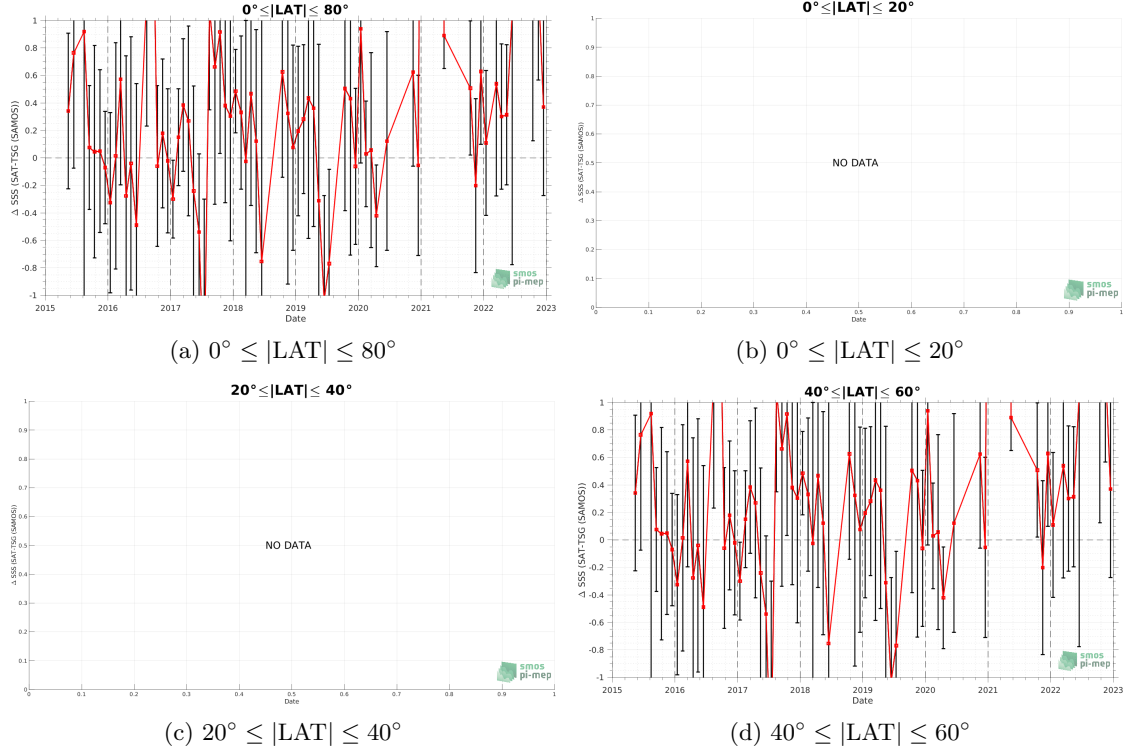 0°≤|LAT|≤ 80°
Δ SSS (SAT-TSG (SAMOS))
1
0.8
0.6
0.4
0.2
0
-0.2
-0.4
-0.6
-0.8
-1
2015 2016 2017 2018 2019 2020 2021 2022 2023
Date
smos
pi-mep
(a) 0° ≤ |LAT| ≤ 80°
0°≤|LAT|≤ 20°
Δ SSS (SAT-TSG (SAMOS))
1
0.9
0.8
0.7
0.6
0.5
0.4
0.3
0.2
0.1
0
NO DATA
0 0.1 0.2 0.3 0.4 0.5 0.6 0.7 0.8 0.9 1
Date
smos
pi-mep
(b) 0° ≤ |LAT| ≤ 20°
20°≤|LAT|≤ 40°
Δ SSS (SAT-TSG (SAMOS))
1
0.9
0.8
0.7
0.6
0.5
0.4
0.3
0.2
0.1
0
NO DATA
0 0.1 0.2 0.3 0.4 0.5 0.6 0.7 0.8 0.9 1
Date
smos
pi-mep
(c) 20° ≤ |LAT| ≤ 40°
40°≤|LAT|≤ 60°
Δ SSS (SAT-TSG (SAMOS))
1
0.8
0.6
0.4
0.2
0
-0.2
-0.4
-0.6
-0.8
-1
2015 2016 2017 2018 2019 2020 2021 2022 2023
Date
smos
pi-mep
(d) 40° ≤ |LAT| ≤ 60°